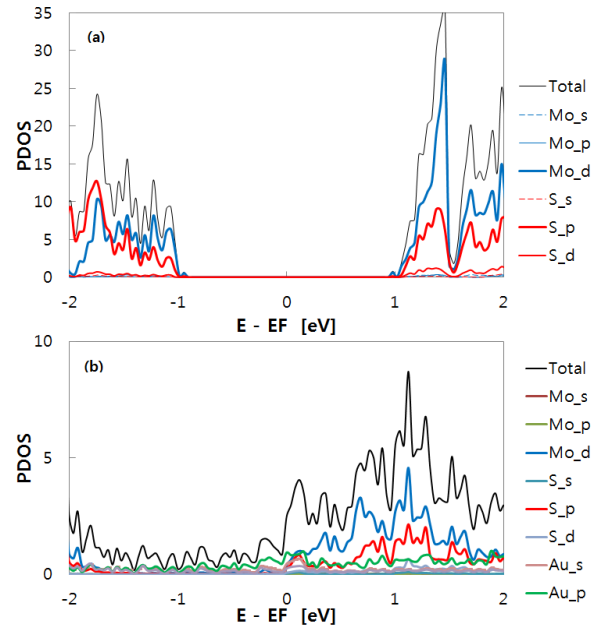 35
30
25
20
15
10
5
0
PDOS
(a)
-2 -1 0 1 2
E - EF [eV]
Total
Mo_s
Mo_p
Mo_d
S_s
S_p
S_d
10
5
0
PDOS
(b)
-2 -1 0 1 2
E - EF [eV]
Total
Mo_s
Mo_p
Mo_d
S_s
S_p
S_d
Au_s
Au_p